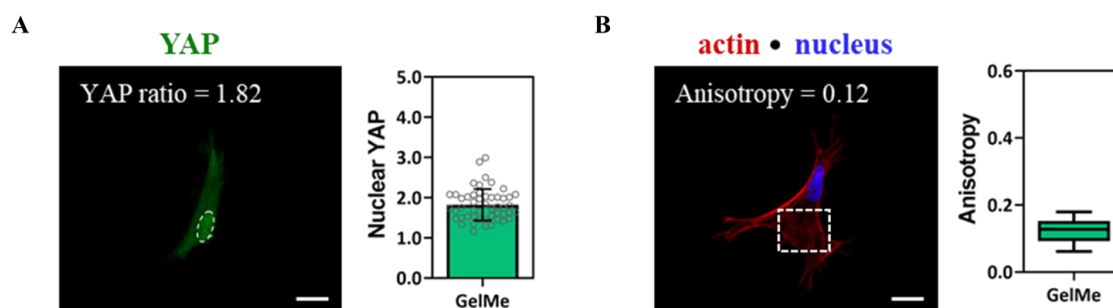 A
YAP
YAP ratio = 1.82
Nuclear YAP
5.0
4.0
3.0
2.0
1.0
0.0
GelMe
B
actin • nucleus
Anisotropy = 0.12
Anisotropy
0.6
0.4
0.2
0.0
GelMe